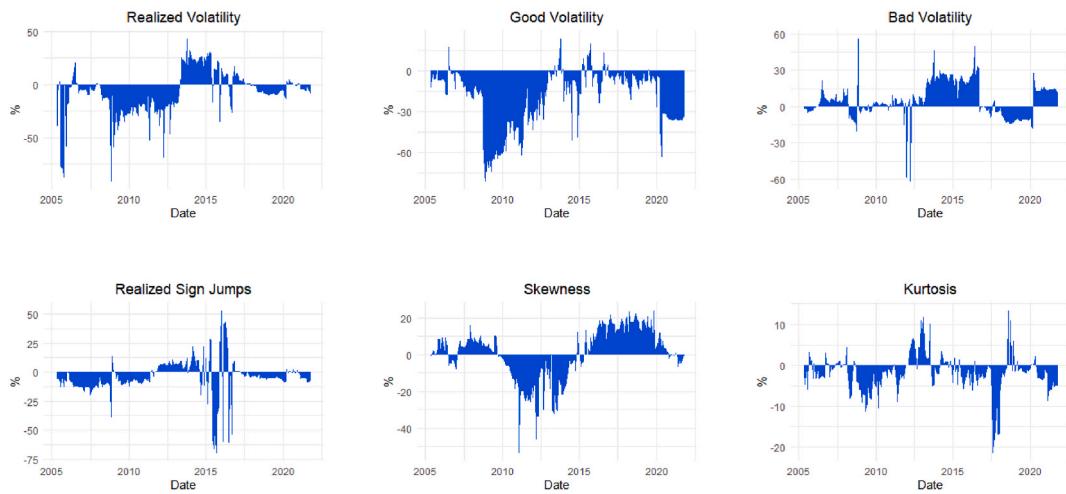 Realized Volatility
50
0
-50
%
2005 2010 2015 2020
Date
Good Volatility
0
-30
-60
%
2005 2010 2015 2020
Date
Bad Volatility
60
30
0
-30
-60
%
2005 2010 2015 2020
Date
Realized Sign Jumps
50
25
0
-25
-50
-75
%
2005 2010 2015 2020
Date
Skewness
20
0
-20
-40
%
2005 2010 2015 2020
Date
Kurtosis
10
0
-10
-20
%
2005 2010 2015 2020
Date